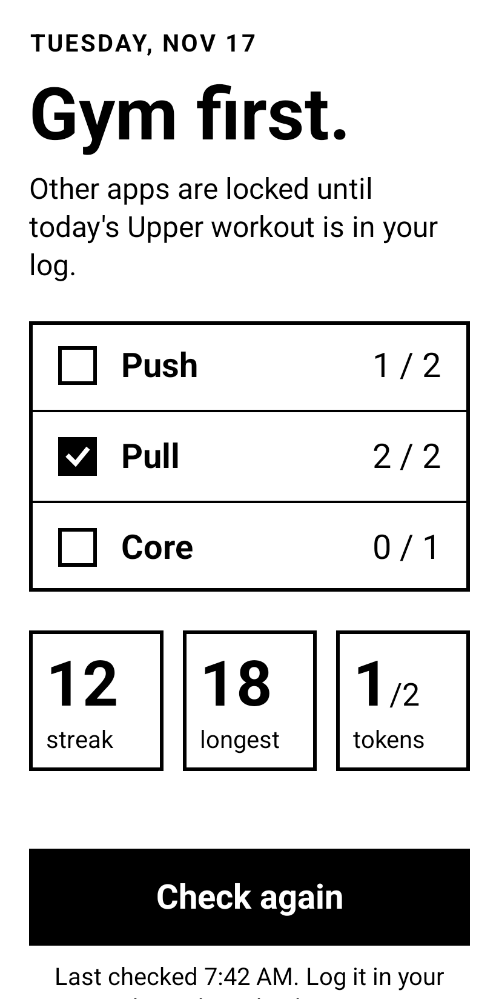 TUESDAY, NOV 17
Gym first.
Other apps are locked until
today's Upper workout is in your
log.
Push 1 / 2
Pull 2 / 2
Core 0 / 1
12
streak
18
longest
1/2
tokens
Check again
Last checked 7:42 AM. Log it in your